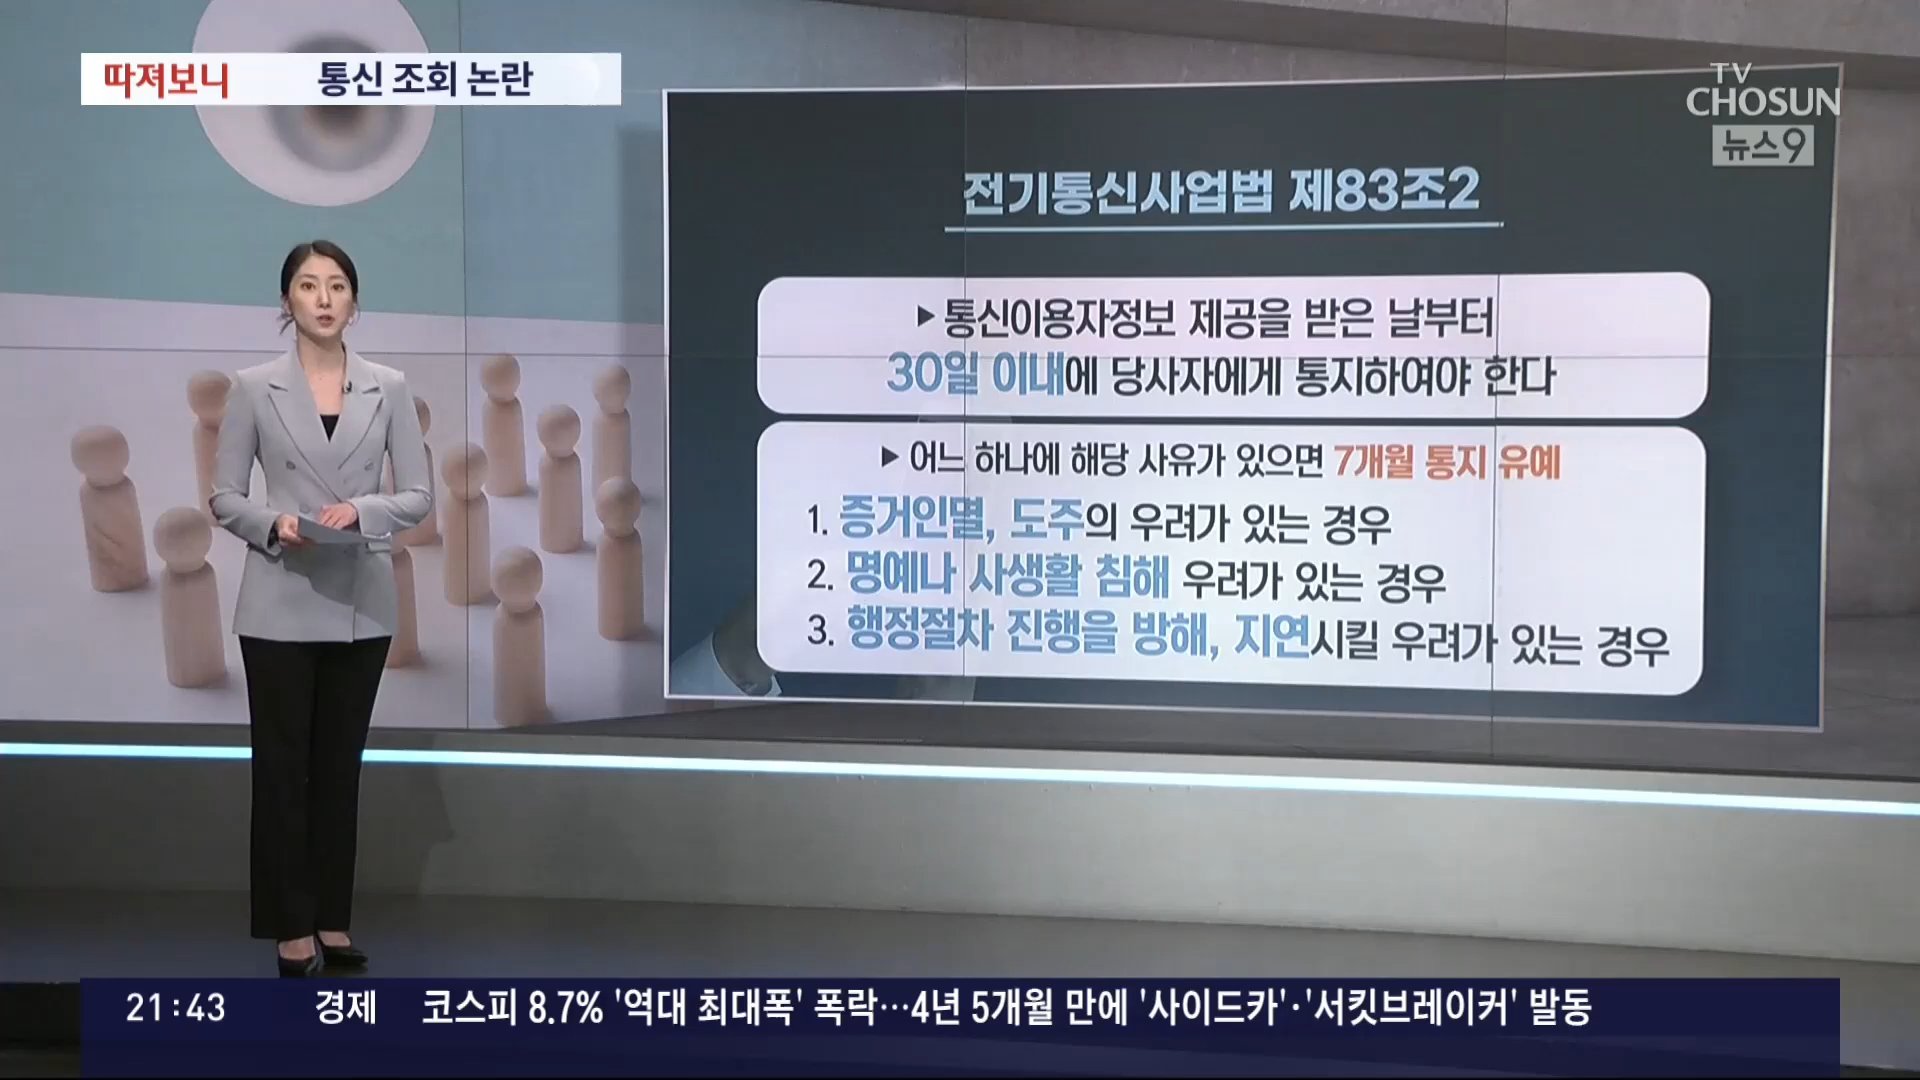 따져보니 통신 조회 논란
TV
CHOSUN
뉴스9
전기통신사업법 제83조2
▶통신이용자정보 제공을 받은 날부터
30일 이내에 당사자에게 통지하여야 한다
▶어느 하나에 해당 사유가 있으면 7개월 통지 유예
1. 증거인멸, 도주의 우려가 있는 경우
2. 명예나 사생활 침해 우려가 있는 경우
3. 행정절차 진행을 방해, 지연시킬 우려가 있는 경우
21:43 경제 코스피 8.7% '역대 최대폭' 폭락…4년 5개월 만에 '사이드카'·'서킷브레이커' 발동